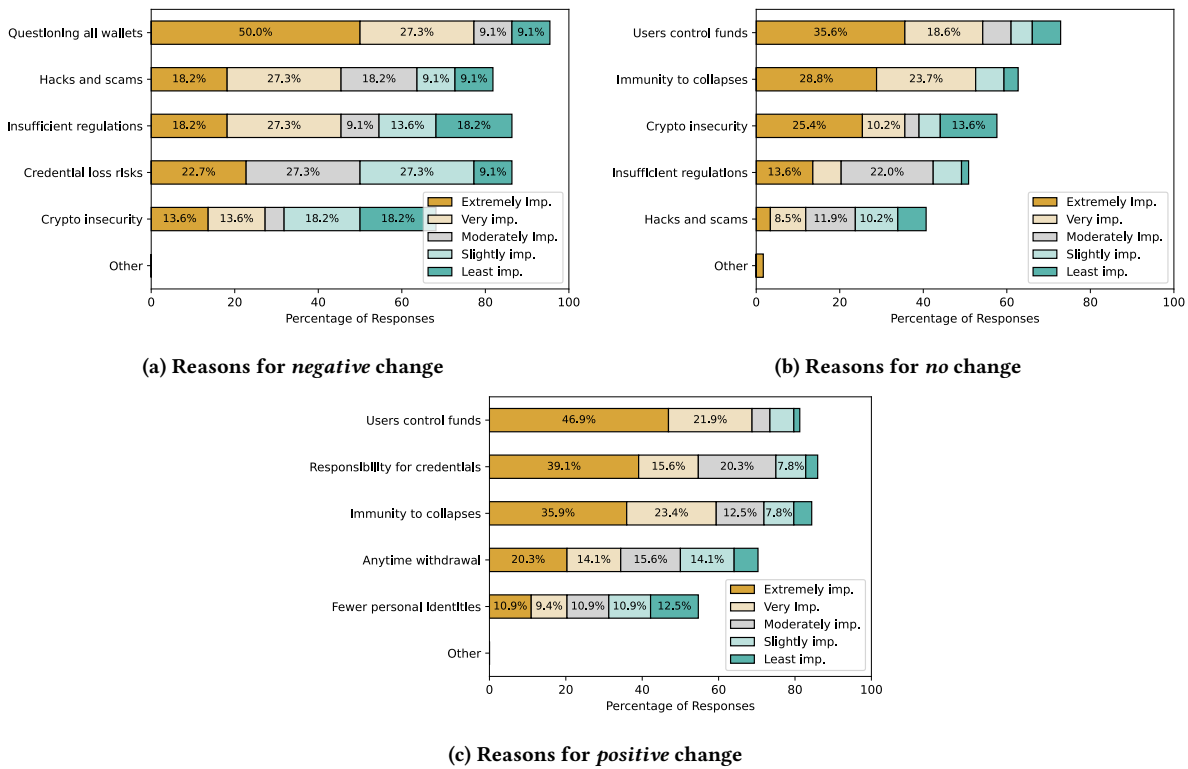 Questioning all wallets 50.0% 27.3% 9.1% 9.1%
Hacks and scams 18.2% 27.3% 18.2% 9.1% 9.1%
Insufficient regulations 18.2% 27.3% 9.1% 13.6% 18.2%
Credential loss risks 22.7% 27.3% 27.3% 9.1%
Crypto insecurity 13.6% 13.6% 18.2% 18.2%
Other
Extremely Imp.
Very imp.
Moderately Imp.
Slightly imp.
Least imp.
0 20 40 60 80 100
Percentage of Responses
(a) Reasons for negative change
Users control funds 35.6% 18.6%
Immunity to collapses 28.8% 23.7%
Crypto insecurity 25.4% 10.2% 13.6%
Insufficient regulations 13.6% 22.0%
Hacks and scams 8.5% 11.9% 10.2%
Other
Extremely Imp.
Very imp.
Moderately Imp.
Slightly imp.
Least imp.
0 20 40 60 80 100
Percentage of Responses
(b) Reasons for no change
Users control funds 46.9% 21.9%
Responsibility for credentials 39.1% 15.6% 20.3% 7.8%
Immunity to collapses 35.9% 23.4% 12.5% 7.8%
Anytime withdrawal 20.3% 14.1% 15.6% 14.1%
Fewer personal identities 10.9% 9.4% 10.9% 10.9% 12.5%
Other
Extremely imp.
Very Imp.
Moderately imp.
Slightly imp.
Least imp.
0 20 40 60 80 100
Percentage of Responses
(c) Reasons for positive change